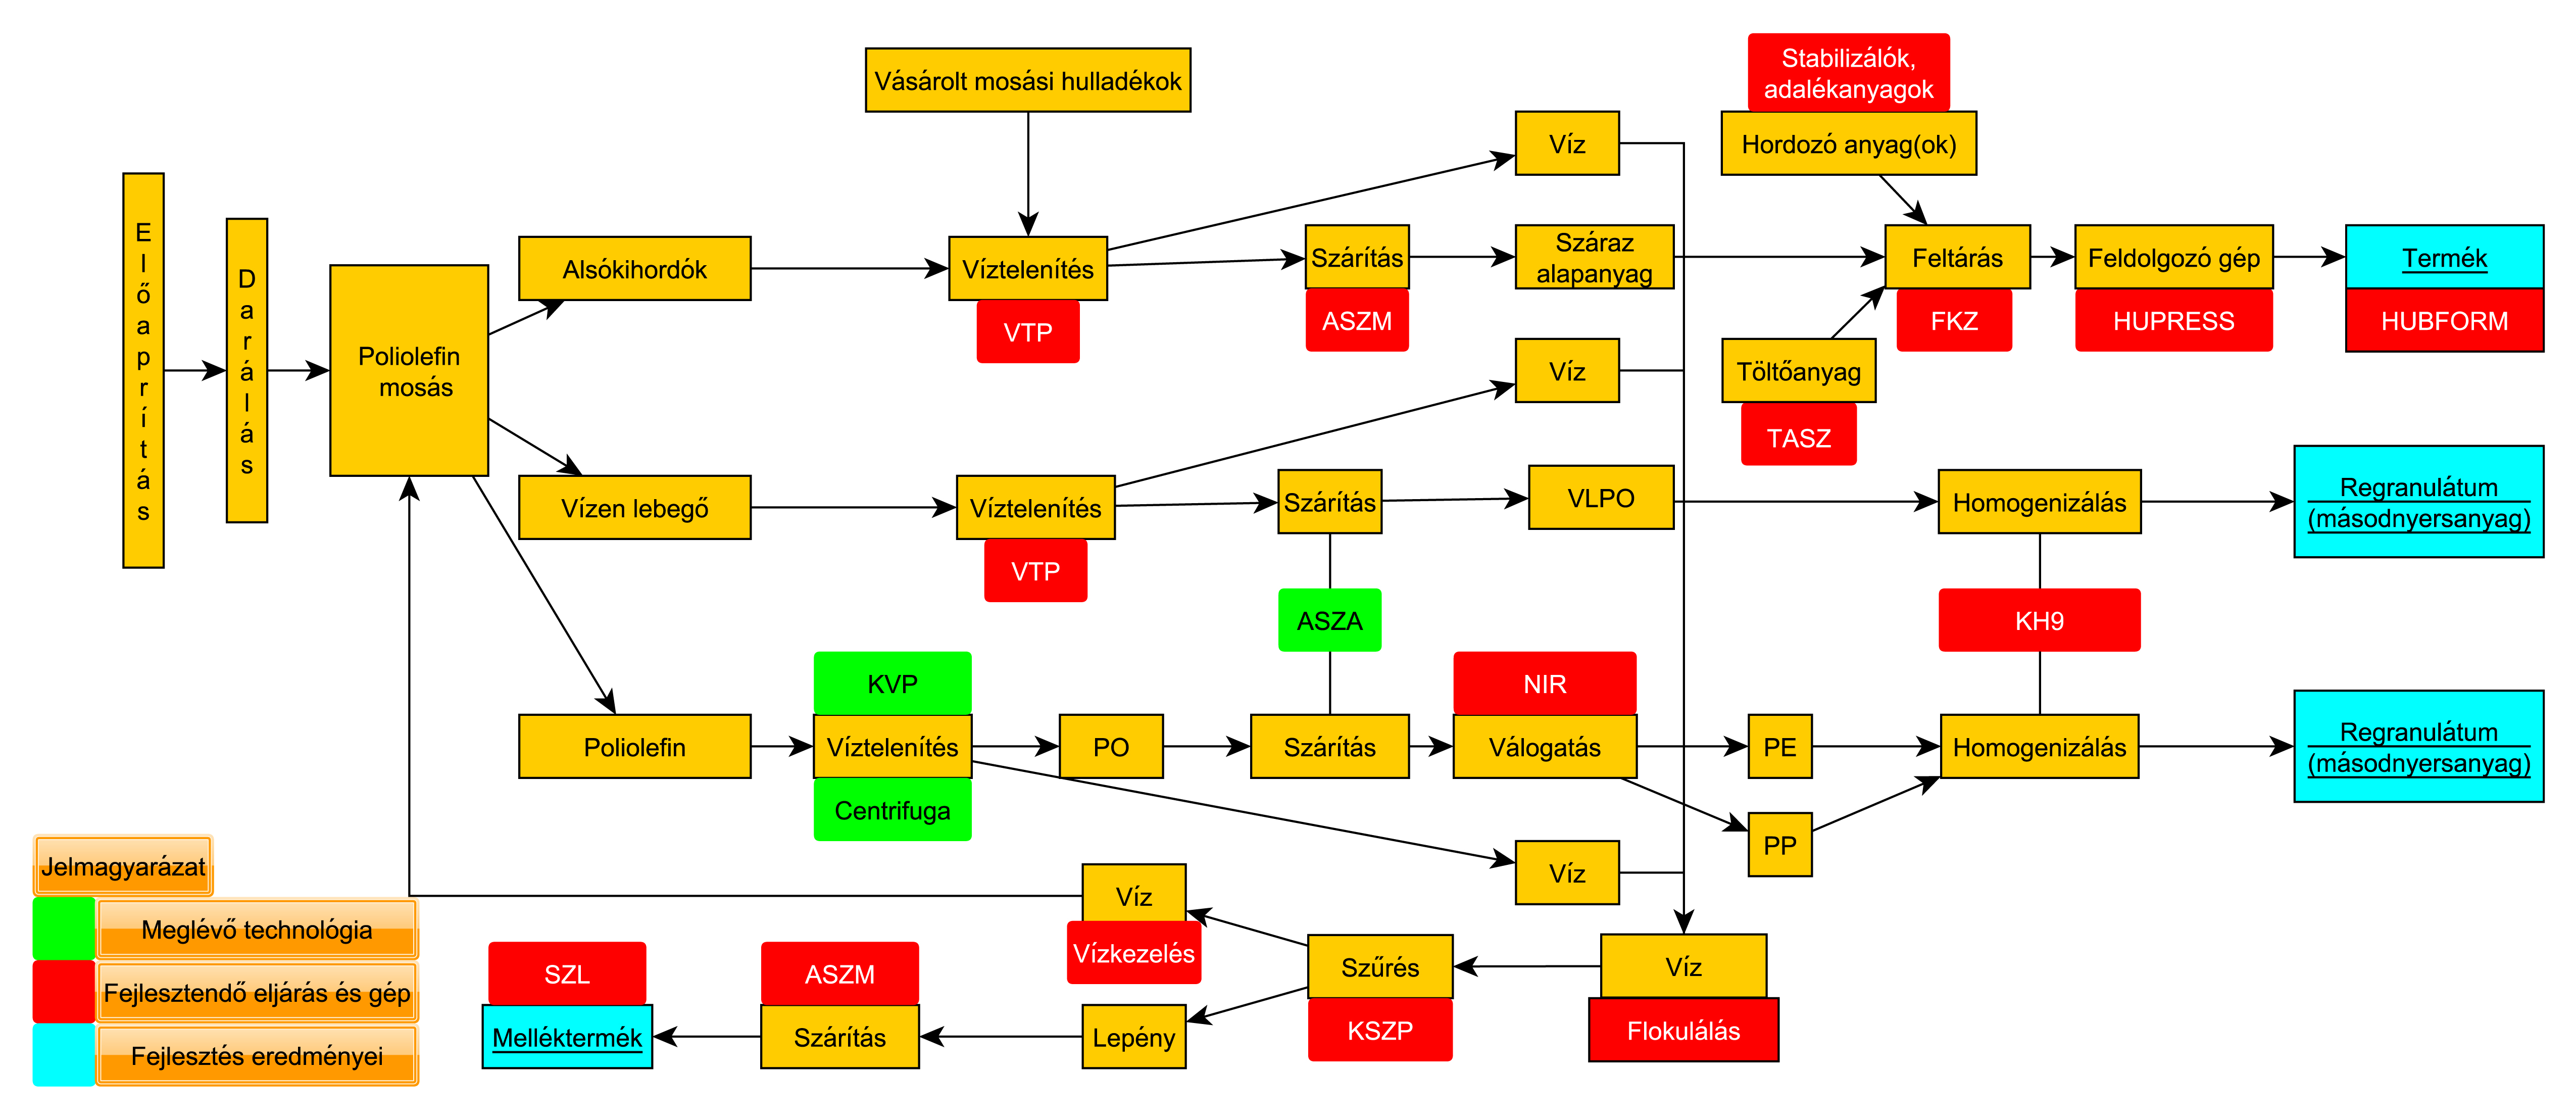 Előaprítás
Darálás
Poliolefin
mosás
Vásárolt mosási hulladékok
Alsókihordók
Víztelenítés
VTP
Víz
Szárítás
ASZM
Száraz
alapanyag
Stabilizálók,
adalékanyagok
Hordozó anyag(ok)
Feltárás
FKZ
Feldolgozó gép
HUPRESS
Termék
HUBFORM
Víz
Töltőanyag
TASZ
Vízen lebegő
Víztelenítés
VTP
Szárítás
VLPO
Homogenizálás
Regranulátum
(másodnyersanyag)
ASZA
KH9
KVP
NIR
Poliolefin
Víztelenítés
Centrifuga
PO
Szárítás
Válogatás
PE
Homogenizálás
Regranulátum
(másodnyersanyag)
PP
Víz
Víz
Vízkezelés
Szűrés
KSZP
Víz
Flokulálás
SZL
Melléktermék
ASZM
Szárítás
Lepény
Jelmagyarázat
Meglévő technológia
Fejlesztendő eljárás és gép
Fejlesztés eredményei